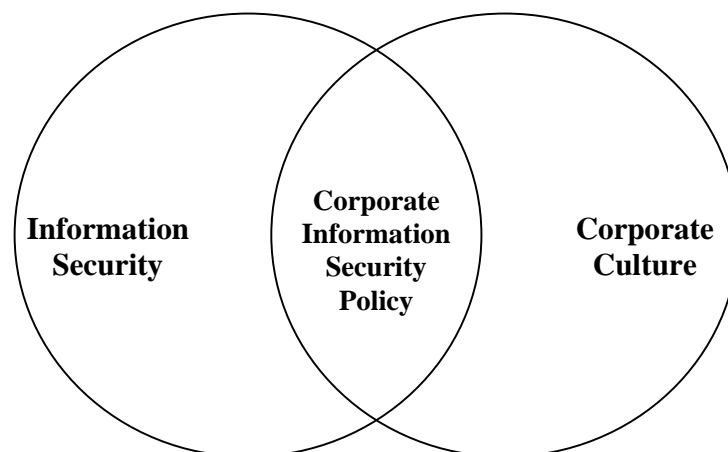 Information
Security
Corporate
Information
Security
Policy
Corporate
Culture